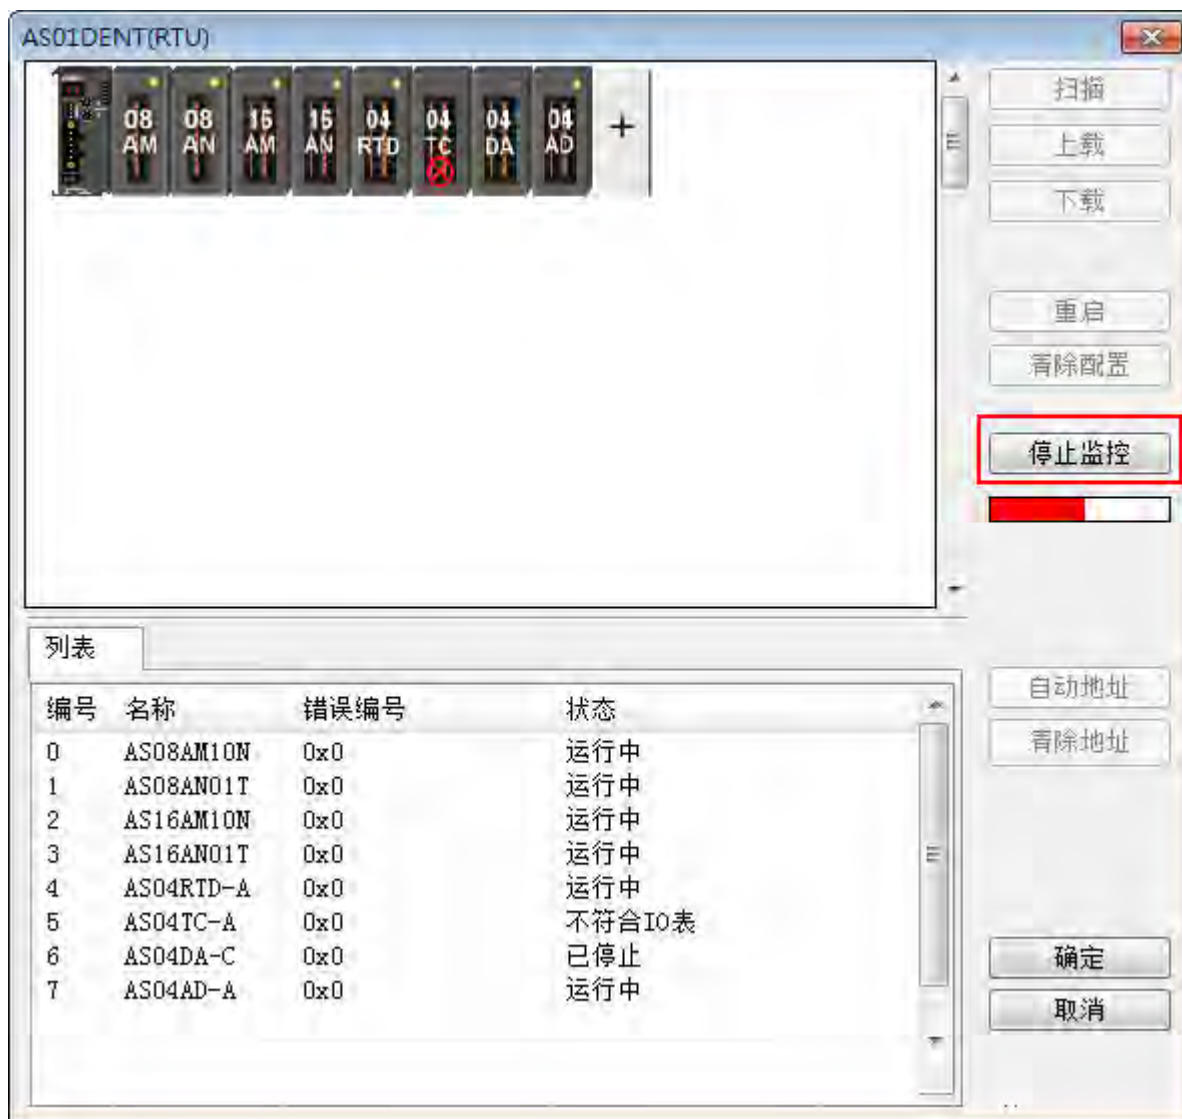 AS01DENT(RTU)
08 AM
08 AN
16 AM
16 AN
04 RTD
04 TC
04 DA
04 AD
+
扫描
上载
下载
重启
清除配置
停止监控
列表
自动地址
清除地址
编号 名称 错误编号 状态
0 AS08AM10N 0x0 运行中
1 AS08AN01T 0x0 运行中
2 AS16AM10N 0x0 运行中
3 AS16AN01T 0x0 运行中
4 AS04RTD-A 0x0 运行中
5 AS04TC-A 0x0 不符合IO表
6 AS04DA-C 0x0 已停止
7 AS04AD-A 0x0 运行中
确定
取消